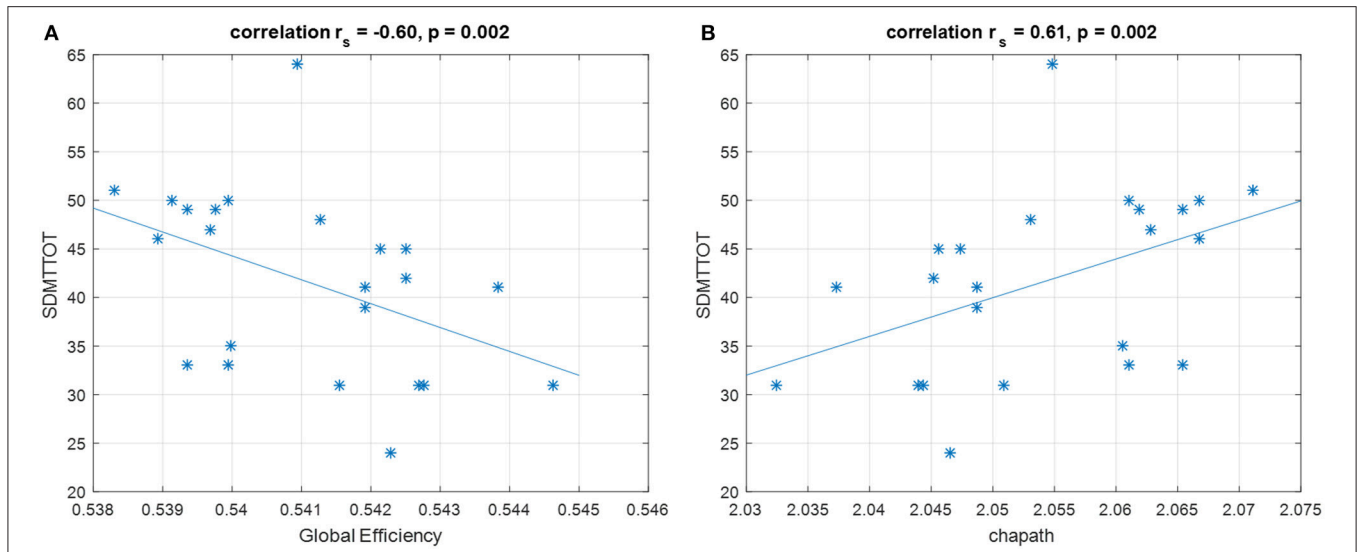 A
correlation r_s = -0.60, p = 0.002
65
60
55
50
45
40
35
30
25
20
SDMTTOT
0.538 0.539 0.54 0.541 0.542 0.543 0.544 0.545 0.546
Global Efficiency
B
correlation r_s = 0.61, p = 0.002
65
60
55
50
45
40
35
30
25
20
SDMTTOT
2.03 2.035 2.04 2.045 2.05 2.055 2.06 2.065 2.07 2.075
chapath